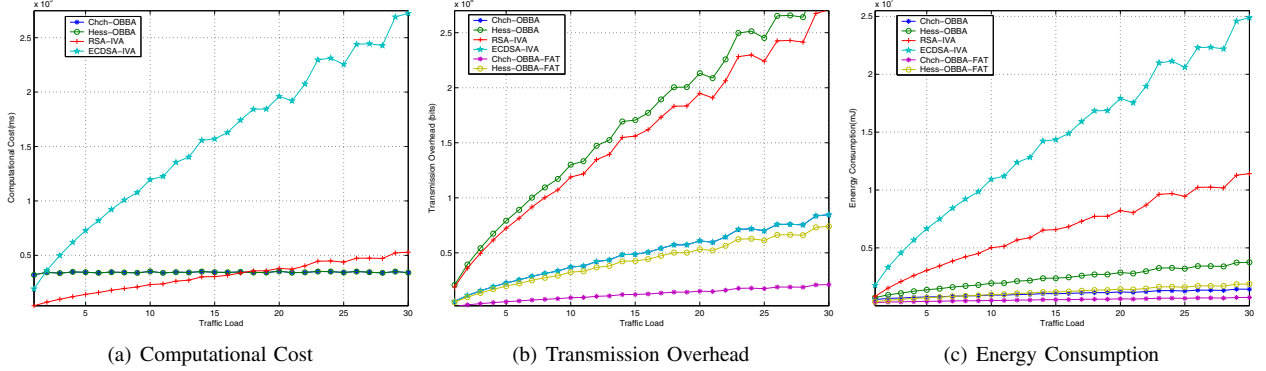 x 10
2.5
2
1.5
1
0.5
5 10 15 20 25 30
Computational Cost(ms)
Traffic Load
Chch-OBBA
Hess-OBBA
RSA-IVA
ECDSA-IVA
(a) Computational Cost
x 10
2.5
2
1.5
1
0.5
5 10 15 20 25 30
Transmission Overhead (bits)
Traffic Load
Chch-OBBA
Hess-OBBA
RSA-IVA
ECDSA-IVA
Chch-OBBA-FAT
Hess-OBBA-FAT
(b) Transmission Overhead
x 10
2.5
2
1.5
1
0.5
5 10 15 20 25 30
Energy Consumption(mJ)
Traffic Load
Chch-OBBA
Hess-OBBA
RSA-IVA
ECDSA-IVA
Chch-OBBA-FAT
Hess-OBBA-FAT
(c) Energy Consumption